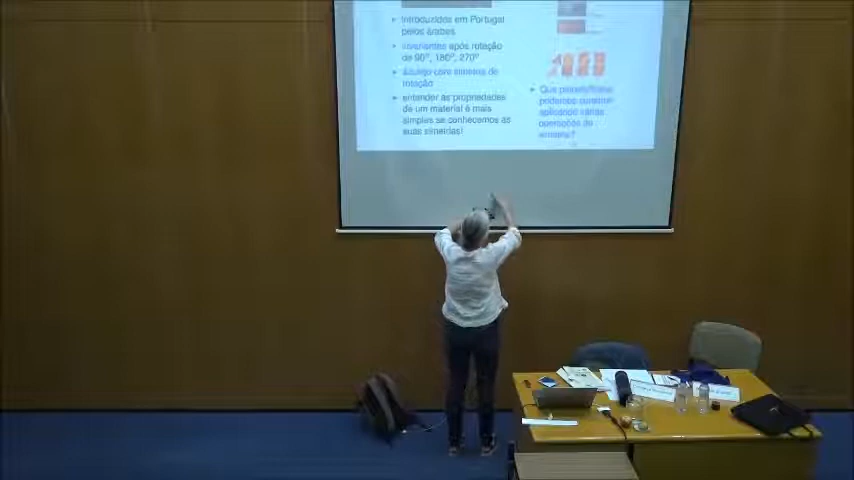 Introduzidos em Portugal
pelos árabes
invariantes após rotação
de 90º, 180º, 270º
Azulejo com simetria de
rotação
entender as propriedades
de um material é mais
simples se conhecemos as
suas simetrias!
Que painéis/frisos
podemos construir
aplicando várias
operações de
simetria?